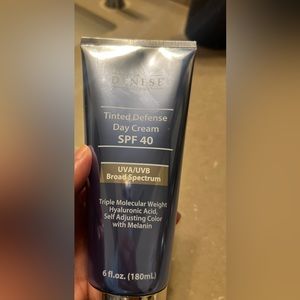 DENESE
Tinted Defense
Day Cream
SPF 40
UVA/UVB
Broad Spectrum
Triple Molecular Weight
Hyaluronic Acid,
Self Adjusting Color
with Melanin
6 fl.oz. (180mL)